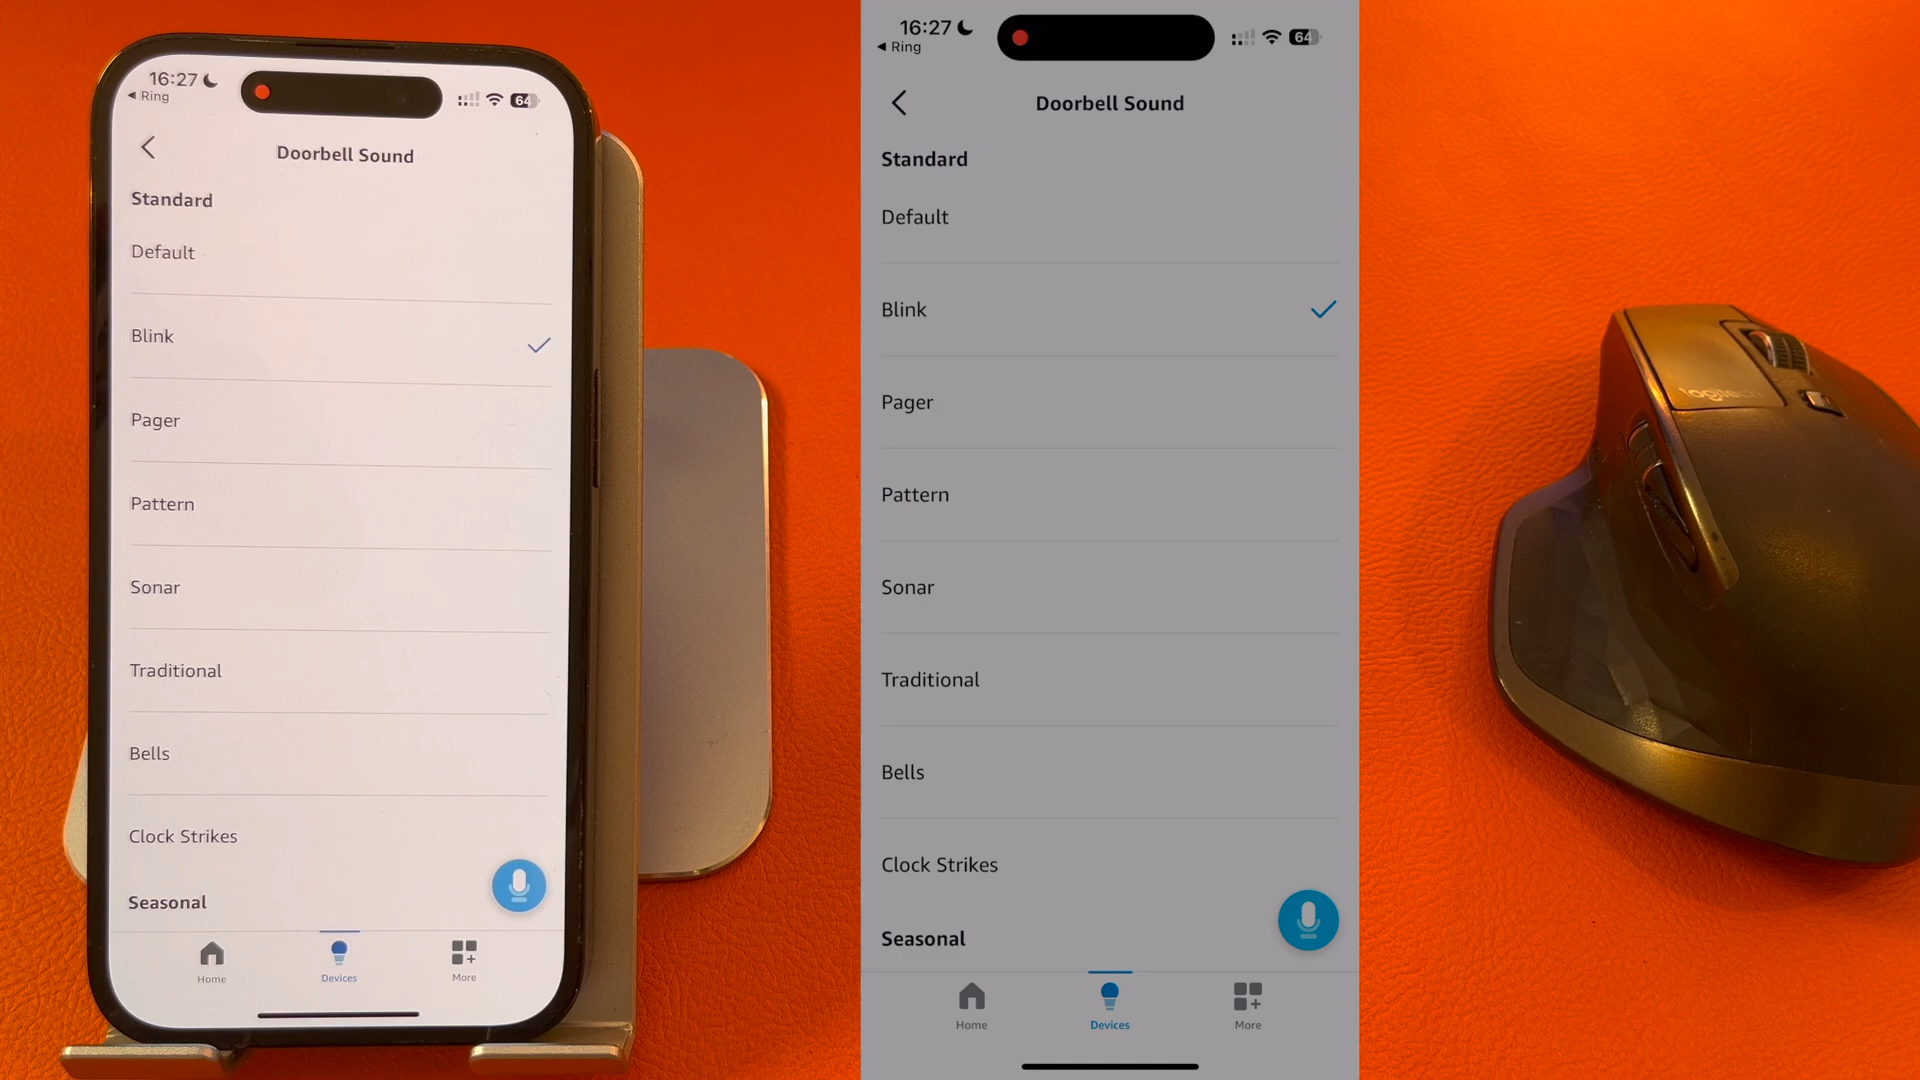 16:27
◀ Ring
64
Doorbell Sound
Standard
Default
Blink
Pager
Pattern
Sonar
Traditional
Bells
Clock Strikes
Seasonal
Home
Devices
More
16:27
◀ Ring
64
Doorbell Sound
Standard
Default
Blink
Pager
Pattern
Sonar
Traditional
Bells
Clock Strikes
Seasonal
Home
Devices
More
logitech